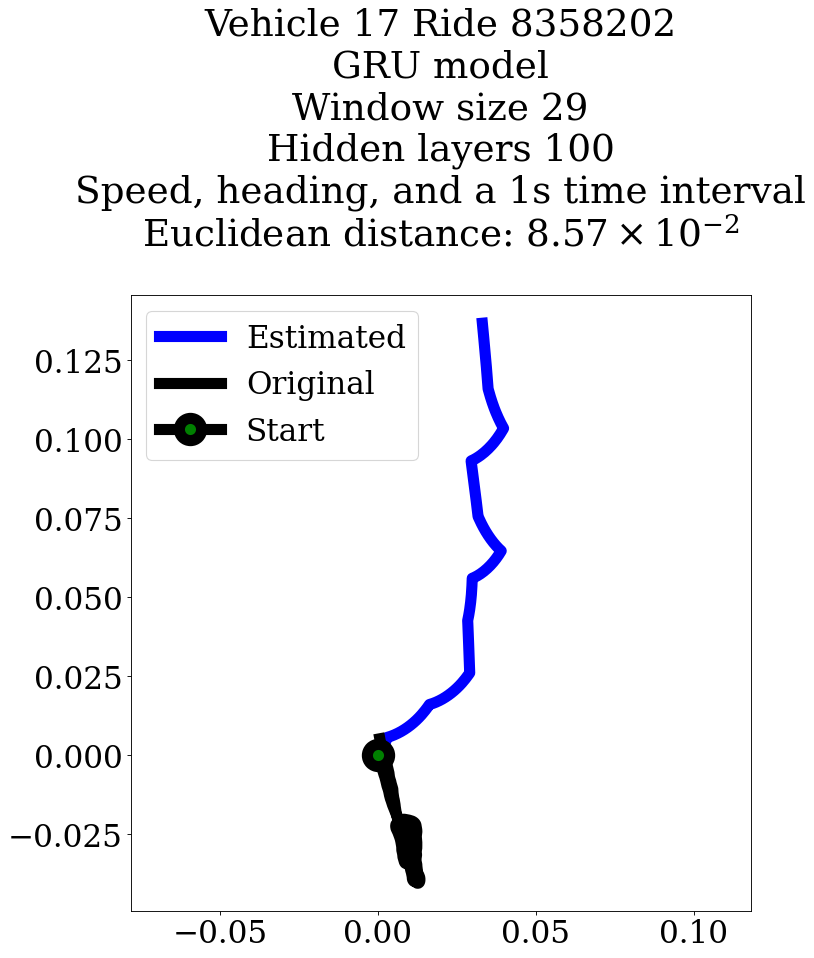 Vehicle 17 Ride 8358202
GRU model
Window size 29
Hidden layers 100
Speed, heading, and a 1s time interval
Euclidean distance: 8.57 × 10⁻²
Estimated
Original
Start
0.125
0.100
0.075
0.050
0.025
0.000
−0.025
−0.05 0.00 0.05 0.10